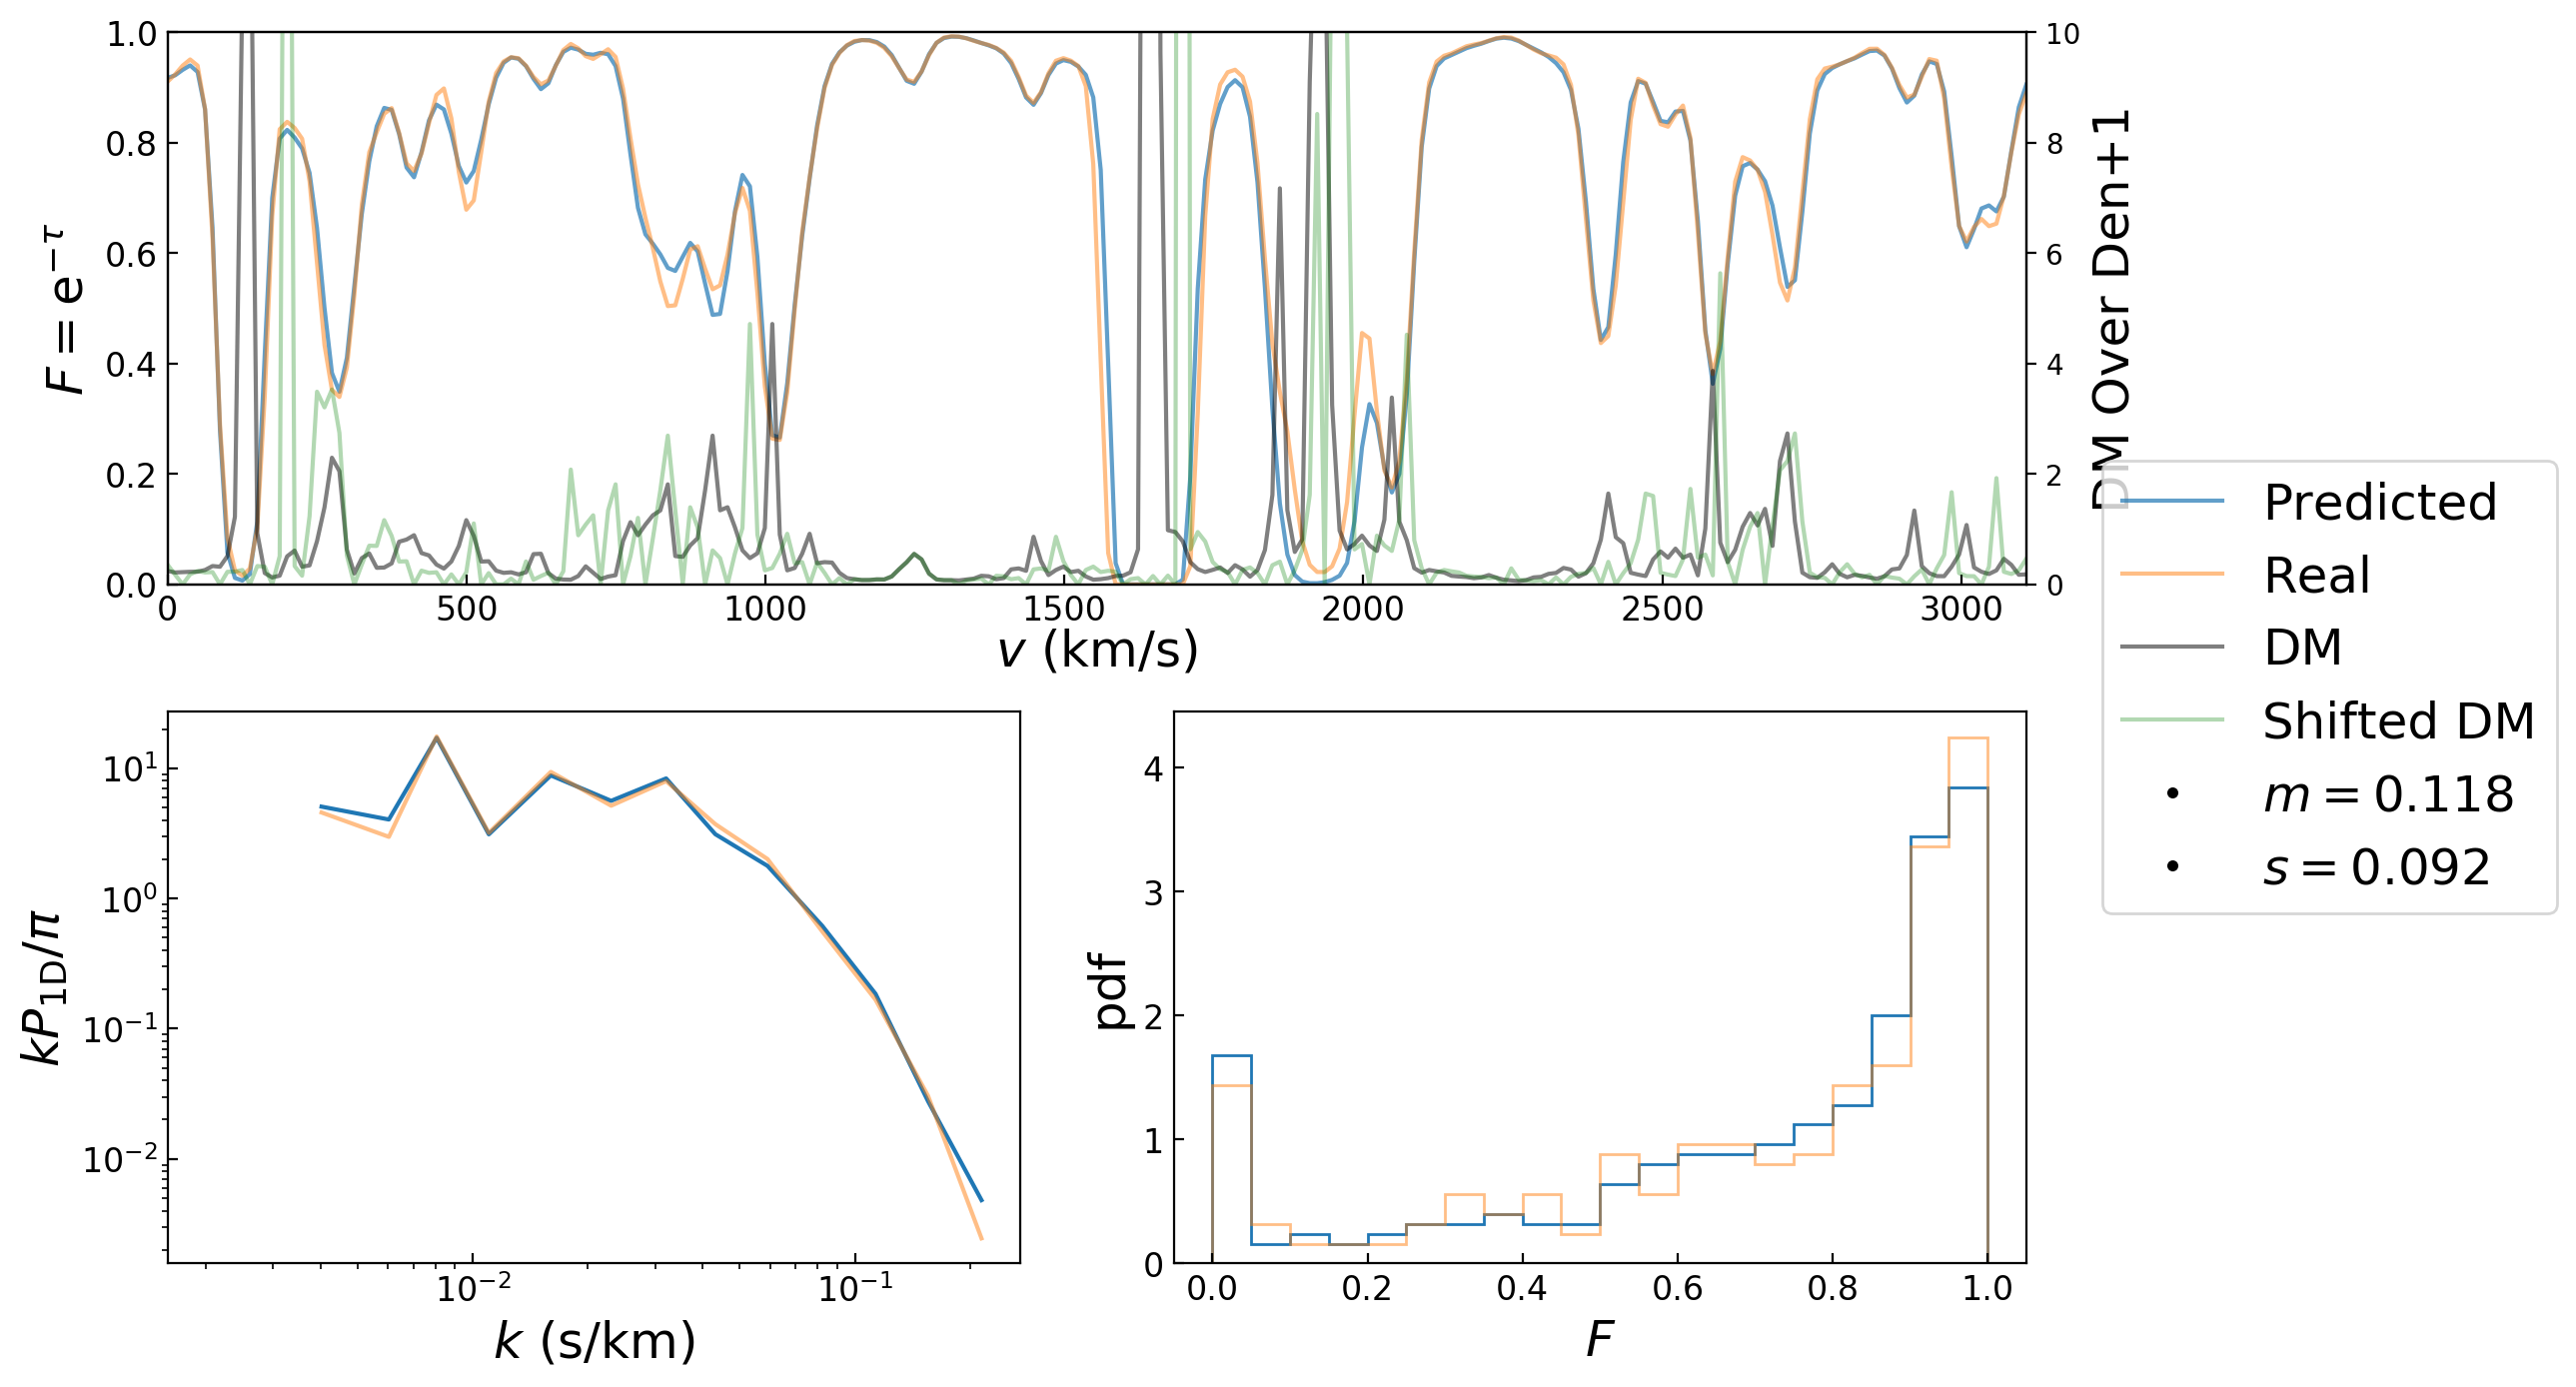 1.0
0.8
0.6
0.4
0.2
0.0
F = e^{−τ}
10
8
6
4
2
0
DM Over Den+1
0 500 1000 1500 2000 2500 3000
v (km/s)
Predicted
Real
DM
Shifted DM
m = 0.118
s = 0.092
10^1
10^0
10^{−1}
10^{−2}
kP_{1D}/π
10^{−2} 10^{−1}
k (s/km)
4
3
2
1
0
pdf
0.0 0.2 0.4 0.6 0.8 1.0
F